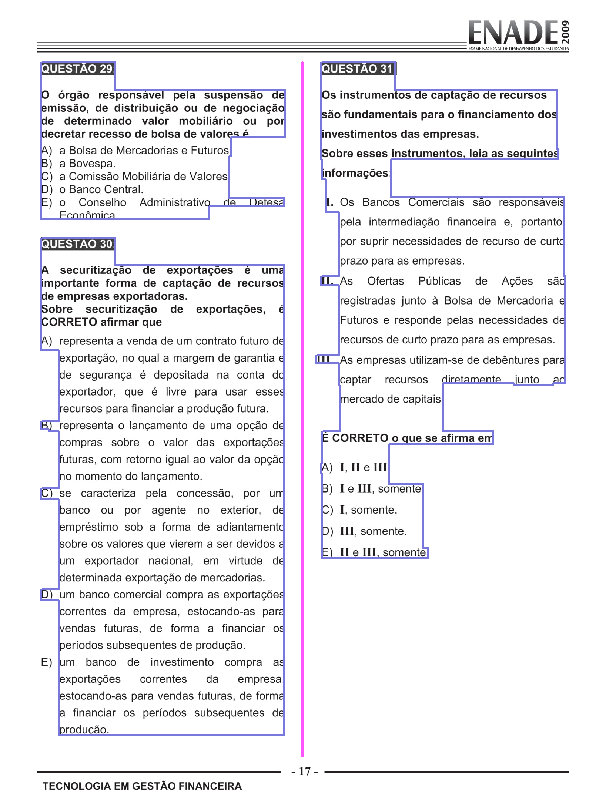 ENADE 2009
EXAME NACIONAL DE DESEMPENHO DOS ESTUDANTES
QUESTÃO 29
O órgão responsável pela suspensão de
emissão, de distribuição ou de negociação
de determinado valor mobiliário ou por
decretar recesso de bolsa de valores é
A) a Bolsa de Mercadorias e Futuros.
B) a Bovespa.
C) a Comissão Mobiliária de Valores.
D) o Banco Central.
E) o Conselho Administrativo de Defesa
Econômica.
QUESTÃO 30
A securitização de exportações é uma
importante forma de captação de recursos
de empresas exportadoras.
Sobre securitização de exportações, é
CORRETO afirmar que
A) representa a venda de um contrato futuro de
exportação, no qual a margem de garantia e
de segurança é depositada na conta do
exportador, que é livre para usar esses
recursos para financiar a produção futura.
B) representa o lançamento de uma opção de
compras sobre o valor das exportações
futuras, com retorno igual ao valor da opção
no momento do lançamento.
C) se caracteriza pela concessão, por um
banco ou por agente no exterior, de
empréstimo sob a forma de adiantamento
sobre os valores que vierem a ser devidos a
um exportador nacional, em virtude de
determinada exportação de mercadorias.
D) um banco comercial compra as exportações
correntes da empresa, estocando-as para
vendas futuras, de forma a financiar os
períodos subsequentes de produção.
E) um banco de investimento compra as
exportações correntes da empresa,
estocando-as para vendas futuras, de forma
a financiar os períodos subsequentes de
produção.
QUESTÃO 31
Os instrumentos de captação de recursos
são fundamentais para o financiamento dos
investimentos das empresas.
Sobre esses instrumentos, leia as seguintes
informações:
I. Os Bancos Comerciais são responsáveis
pela intermediação financeira e, portanto,
por suprir necessidades de recurso de curto
prazo para as empresas.
II. As Ofertas Públicas de Ações são
registradas junto à Bolsa de Mercadoria e
Futuros e responde pelas necessidades de
recursos de curto prazo para as empresas.
III. As empresas utilizam-se de debêntures para
captar recursos diretamente junto ao
mercado de capitais.
É CORRETO o que se afirma em
A) I, II e III.
B) I e III, somente.
C) I, somente.
D) III, somente.
E) II e III, somente.
- 17 -
TECNOLOGIA EM GESTÃO FINANCEIRA